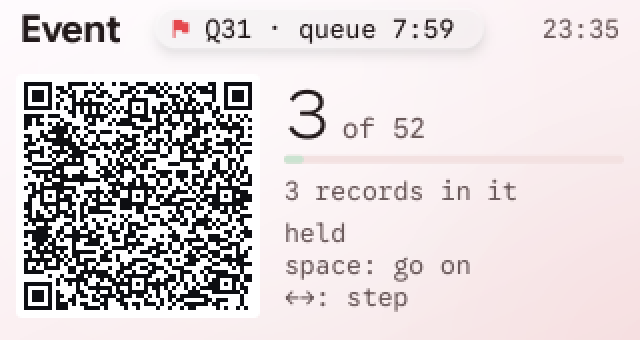 Event
Q31 · queue 7:59
23:35
3 of 52
3 records in it
held
space: go on
↔: step